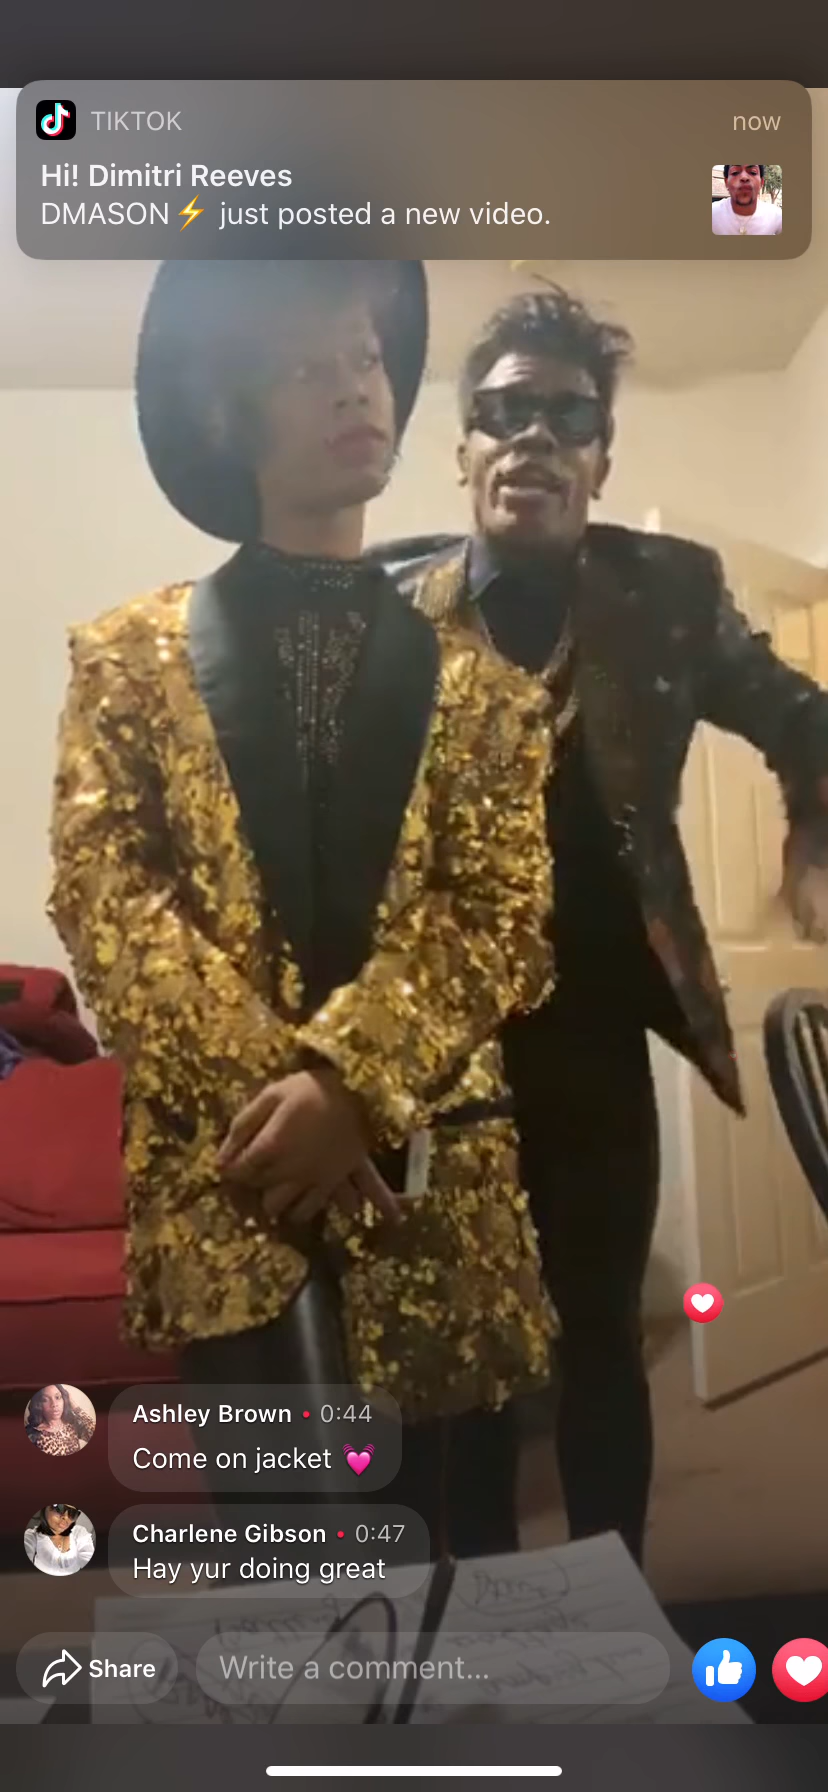 TIKTOK
now
Hi! Dimitri Reeves
DMASON⚡ just posted a new video.
Ashley Brown • 0:44
Come on jacket 💓
Charlene Gibson • 0:47
Hay yur doing great
Share
Write a comment...